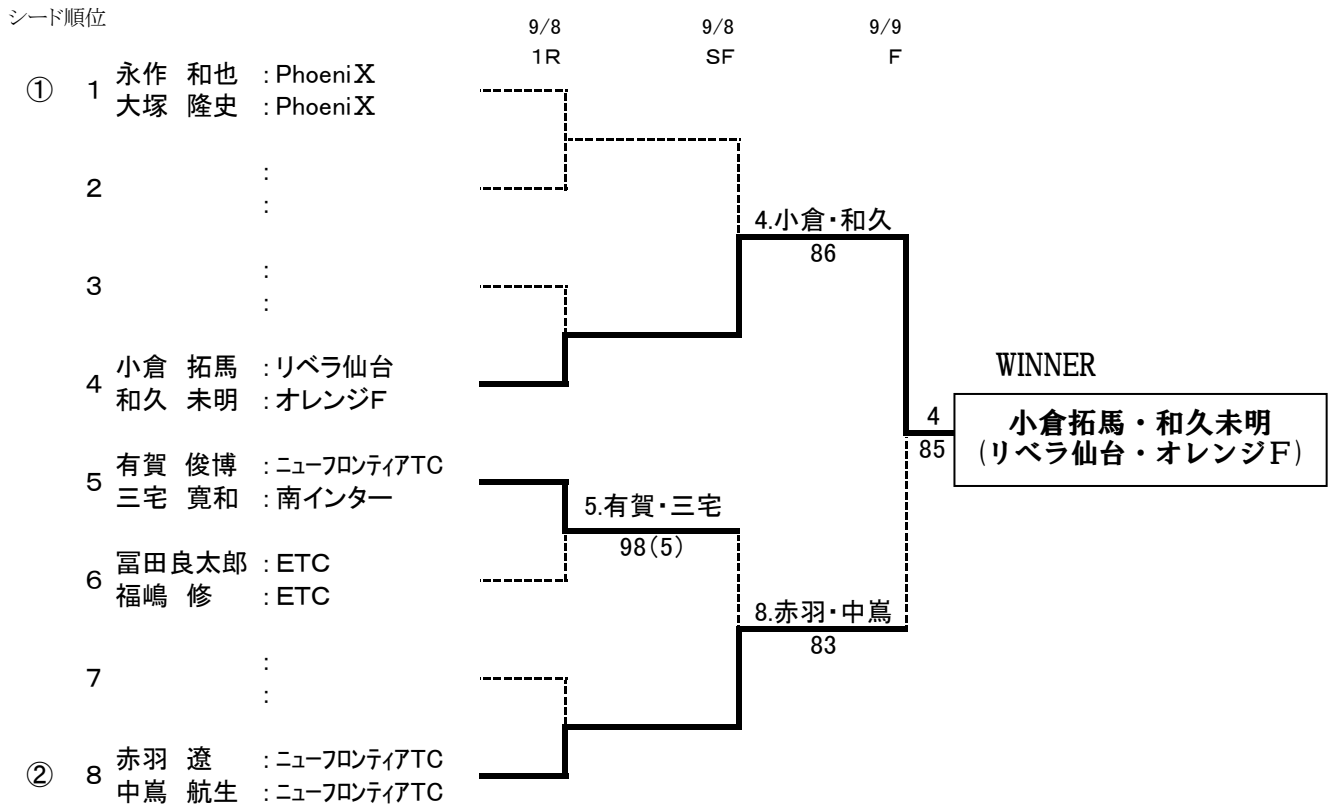 シード順位
9/8 9/8 9/9
1R SF F
① 1 永作 和也 : PhoeniX
大塚 隆史 : PhoeniX
2 :
:
4.小倉・和久
86
3 :
:
4 小倉 拓馬 : リベラ仙台
和久 未明 : オレンジF
WINNER
4 小倉拓馬・和久未明
85 (リベラ仙台・オレンジF)
5 有賀 俊博 : ニューフロンティアTC
三宅 寛和 : 南インター
5.有賀・三宅
98(5)
6 冨田良太郎 : ETC
福嶋 修 : ETC
8.赤羽・中嶌
83
7 :
:
② 8 赤羽 遼 : ニューフロンティアTC
中嶌 航生 : ニューフロンティアTC